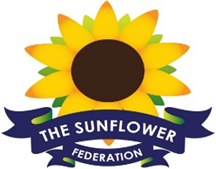 THE SUNFLOWER
FEDERATION